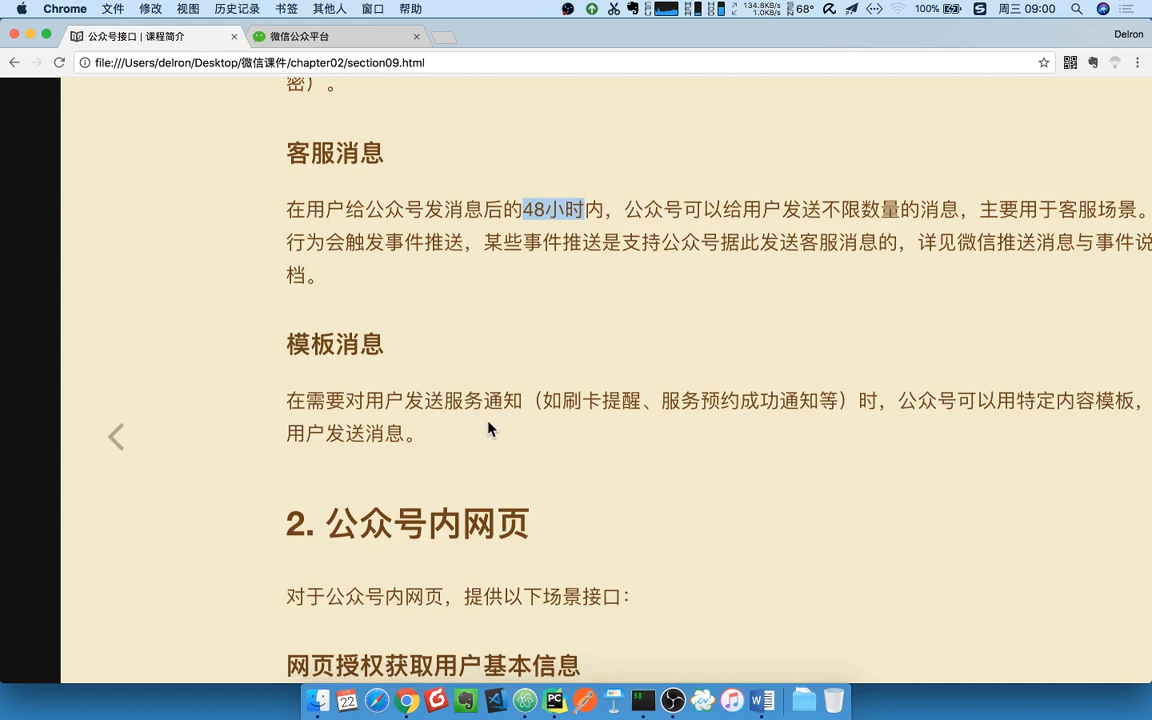 Chrome 文件 修改 视图 历史记录 书签 其他人 窗口 帮助 134.8KB/s 1.0KB/s 68° 100% 周三 09:00
公众号接口 | 课程简介 微信公众平台 Delron
file:///Users/delron/Desktop/微信课件/chapter02/section09.html
密）。
客服消息
在用户给公众号发消息后的48小时内，公众号可以给用户发送不限数量的消息，主要用于客服场景。
行为会触发事件推送，某些事件推送是支持公众号据此发送客服消息的，详见微信推送消息与事件说
档。
模板消息
在需要对用户发送服务通知（如刷卡提醒、服务预约成功通知等）时，公众号可以用特定内容模板，
用户发送消息。
2. 公众号内网页
对于公众号内网页，提供以下场景接口：
网页授权获取用户基本信息
22
PC